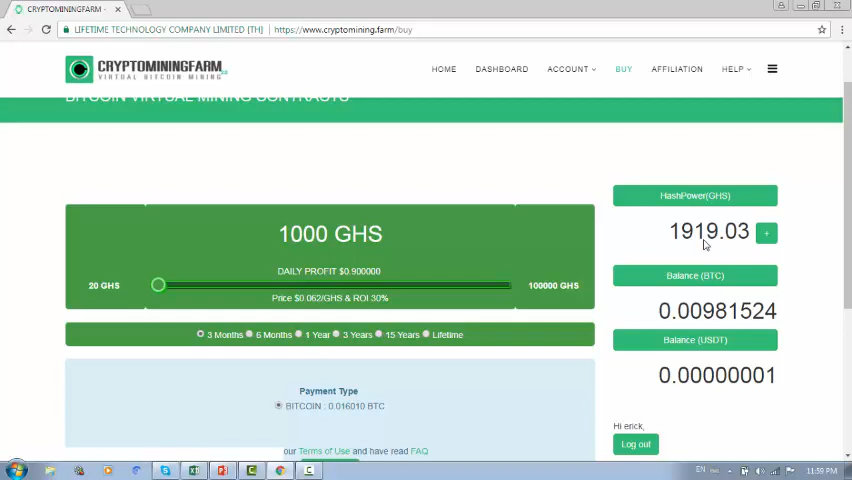 CRYPTOMININGFARM -
LIFETIME TECHNOLOGY COMPANY LIMITED [TH] https://www.cryptomining.farm/buy
CRYPTOMININGFARM
VIRTUAL BITCOIN MINING
HOME DASHBOARD ACCOUNT BUY AFFILIATION HELP
BITCOIN VIRTUAL MINING CONTRACTS
HashPower(GHS)
1000 GHS
1919.03 +
DAILY PROFIT $0.900000
20 GHS 100000 GHS
Price $0.062/GHS & ROI 30%
Balance (BTC)
0.00981524
3 Months 6 Months 1 Year 3 Years 15 Years Lifetime
Balance (USDT)
0.00000001
Payment Type
BITCOIN : 0.016010 BTC
Hi erick,
Log out
our Terms of Use and have read FAQ
EN 11:59 PM